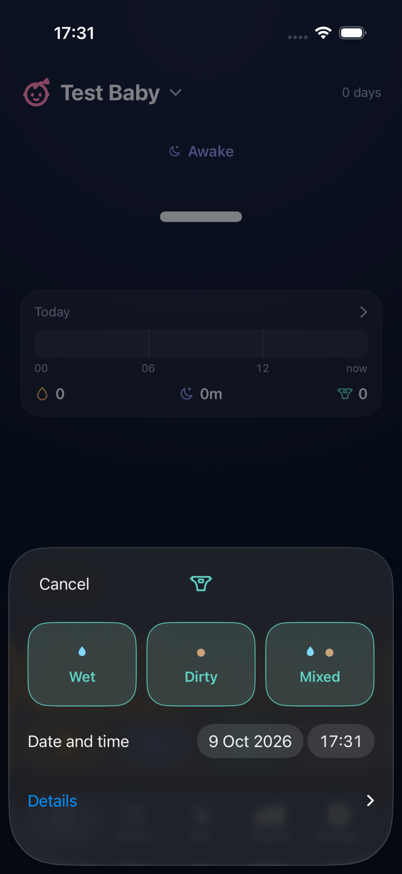 17:31
Test Baby
0 days
Awake
Today
00 06 12 now
0 0m 0
Cancel
Wet Dirty Mixed
Date and time 9 Oct 2026 17:31
Details